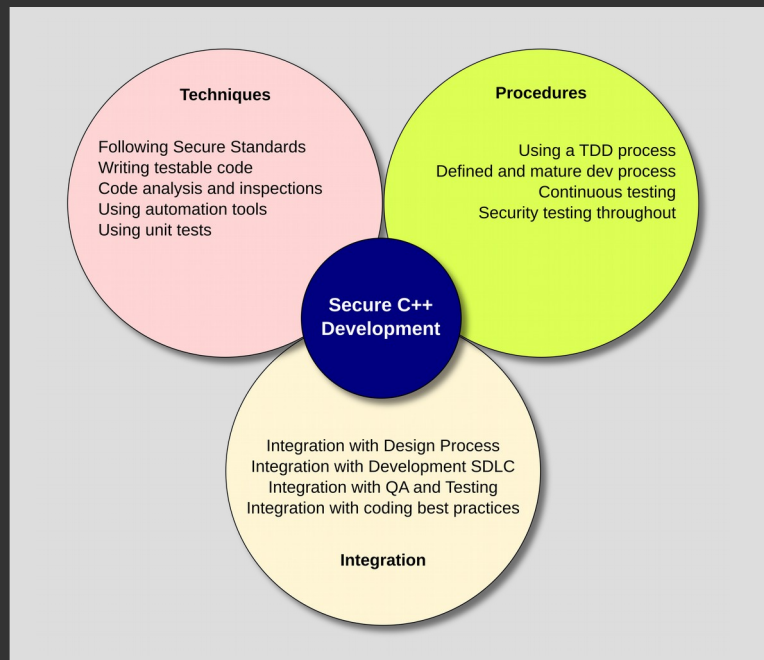 Techniques
Following Secure Standards
Writing testable code
Code analysis and inspections
Using automation tools
Using unit tests
Procedures
Using a TDD process
Defined and mature dev process
Continuous testing
Security testing throughout
Secure C++
Development
Integration with Design Process
Integration with Development SDLC
Integration with QA and Testing
Integration with coding best practices
Integration